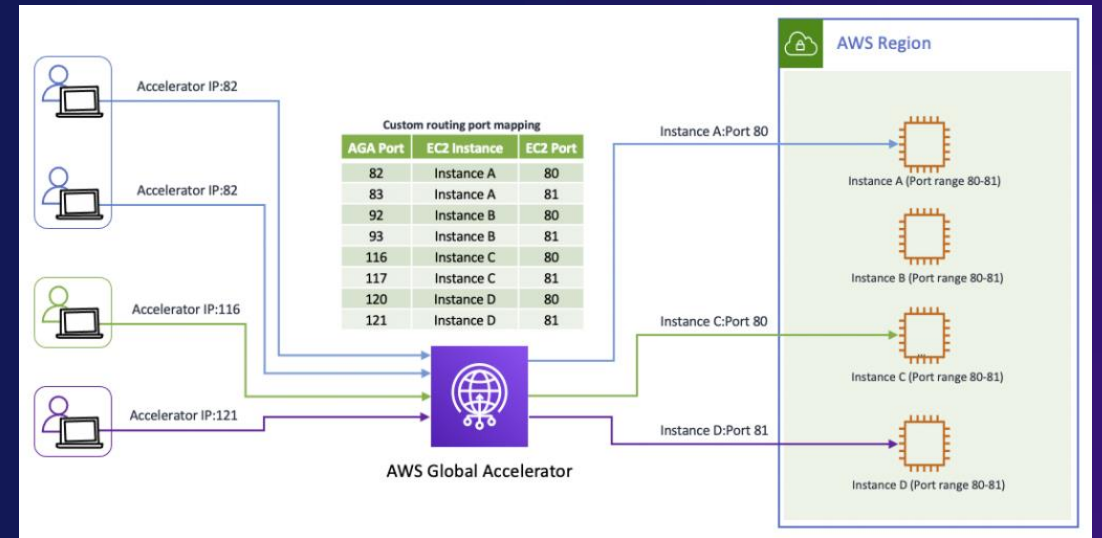 AWS Region
Accelerator IP:82
Custom routing port mapping
AGA Port EC2 Instance EC2 Port
82 Instance A 80
83 Instance A 81
92 Instance B 80
93 Instance B 81
116 Instance C 80
117 Instance C 81
120 Instance D 80
121 Instance D 81
Instance A:Port 80
Instance A (Port range 80-81)
Accelerator IP:82
Instance B (Port range 80-81)
Accelerator IP:116
Instance C:Port 80
...
Instance C (Port range 80-81)
Accelerator IP:121
Instance D:Port 81
AWS Global Accelerator
Instance D (Port range 80-81)